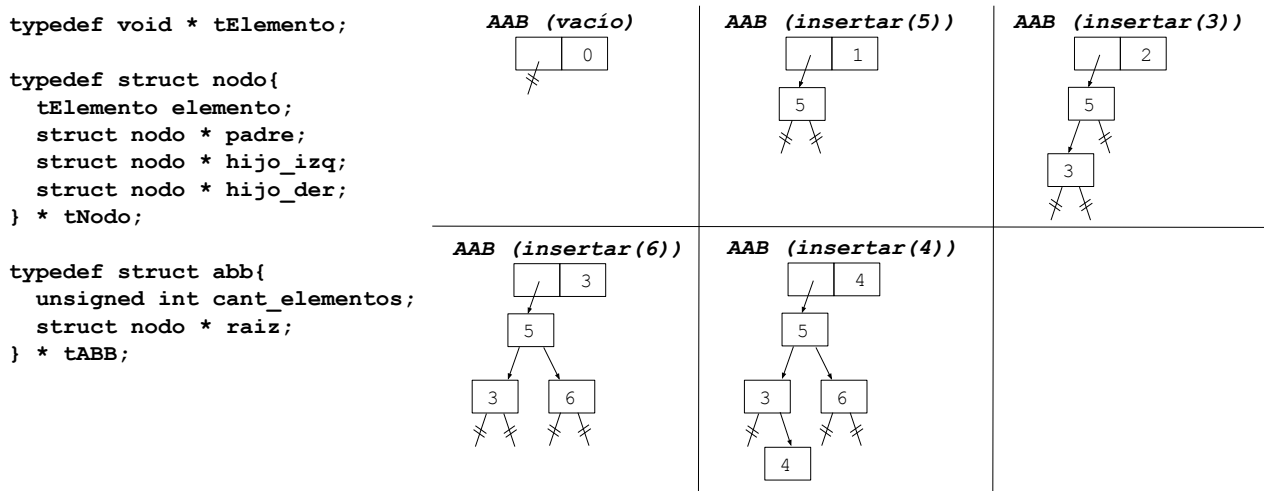 typedef void * tElemento;
typedef struct nodo{
tElemento elemento;
struct nodo * padre;
struct nodo * hijo_izq;
struct nodo * hijo_der;
} * tNodo;
typedef struct abb{
unsigned int cant_elementos;
struct nodo * raiz;
} * tABB;
AAB (vacío)
0
AAB (insertar(5))
1
5
AAB (insertar(3))
2
5
3
AAB (insertar(6))
3
5
3 6
AAB (insertar(4))
4
5
3 6
4